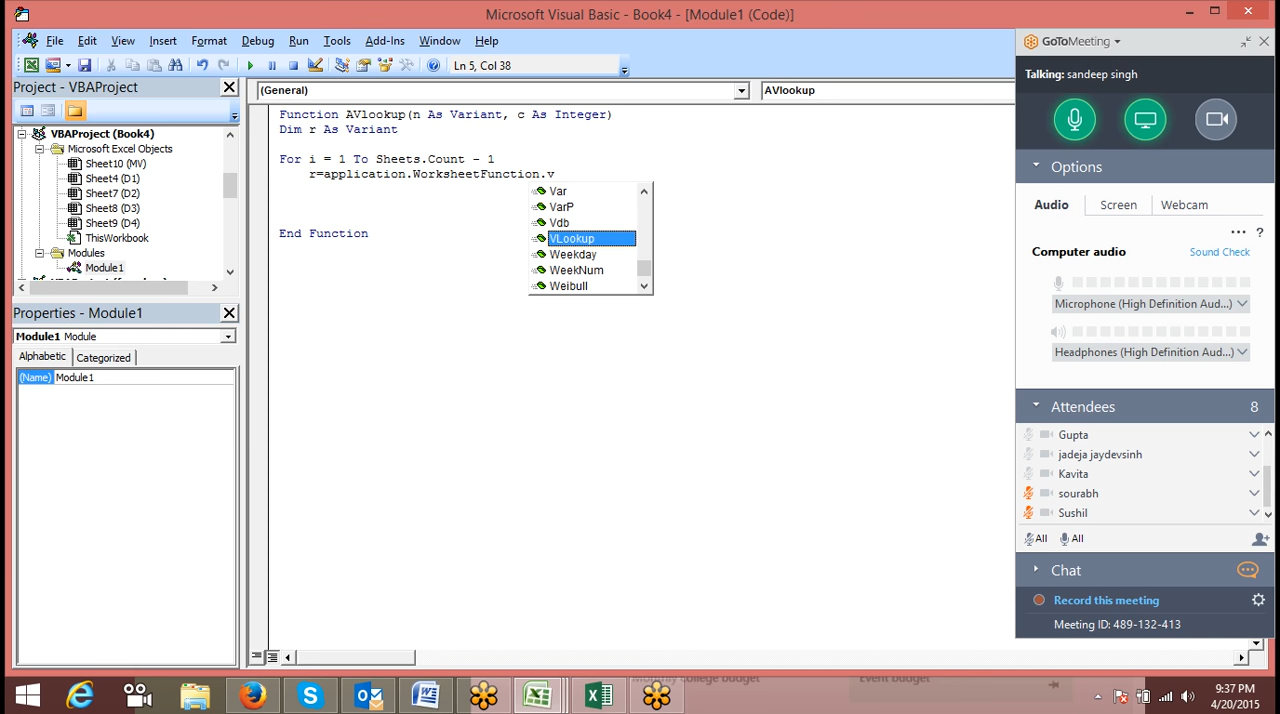 Microsoft Visual Basic - Book4 - [Module1 (Code)]
File Edit View Insert Format Debug Run Tools Add-Ins Window Help
Ln 5, Col 38
Project - VBAProject
VBAProject (Book4)
Microsoft Excel Objects
Sheet10 (MV)
Sheet4 (D1)
Sheet7 (D2)
Sheet8 (D3)
Sheet9 (D4)
ThisWorkbook
Modules
Module1
Properties - Module1
Module1 Module
Alphabetic Categorized
(Name) Module1
(General) AVlookup
Function AVlookup(n As Variant, c As Integer)
Dim r As Variant
For i = 1 To Sheets.Count - 1
r=application.WorksheetFunction.v
Var
VarP
Vdb
VLookup
Weekday
WeekNum
Weibull
End Function
GoToMeeting
Talking: sandeep singh
Options
Audio Screen Webcam
... ?
Computer audio Sound Check
Microphone (High Definition Aud...)
Headphones (High Definition Aud...)
Attendees 8
Gupta
jadeja jaydevsinh
Kavita
sourabh
Sushil
All All
Chat
Record this meeting
Meeting ID: 489-132-413
Monthly college budget Event budget
9:37 PM
4/20/2015